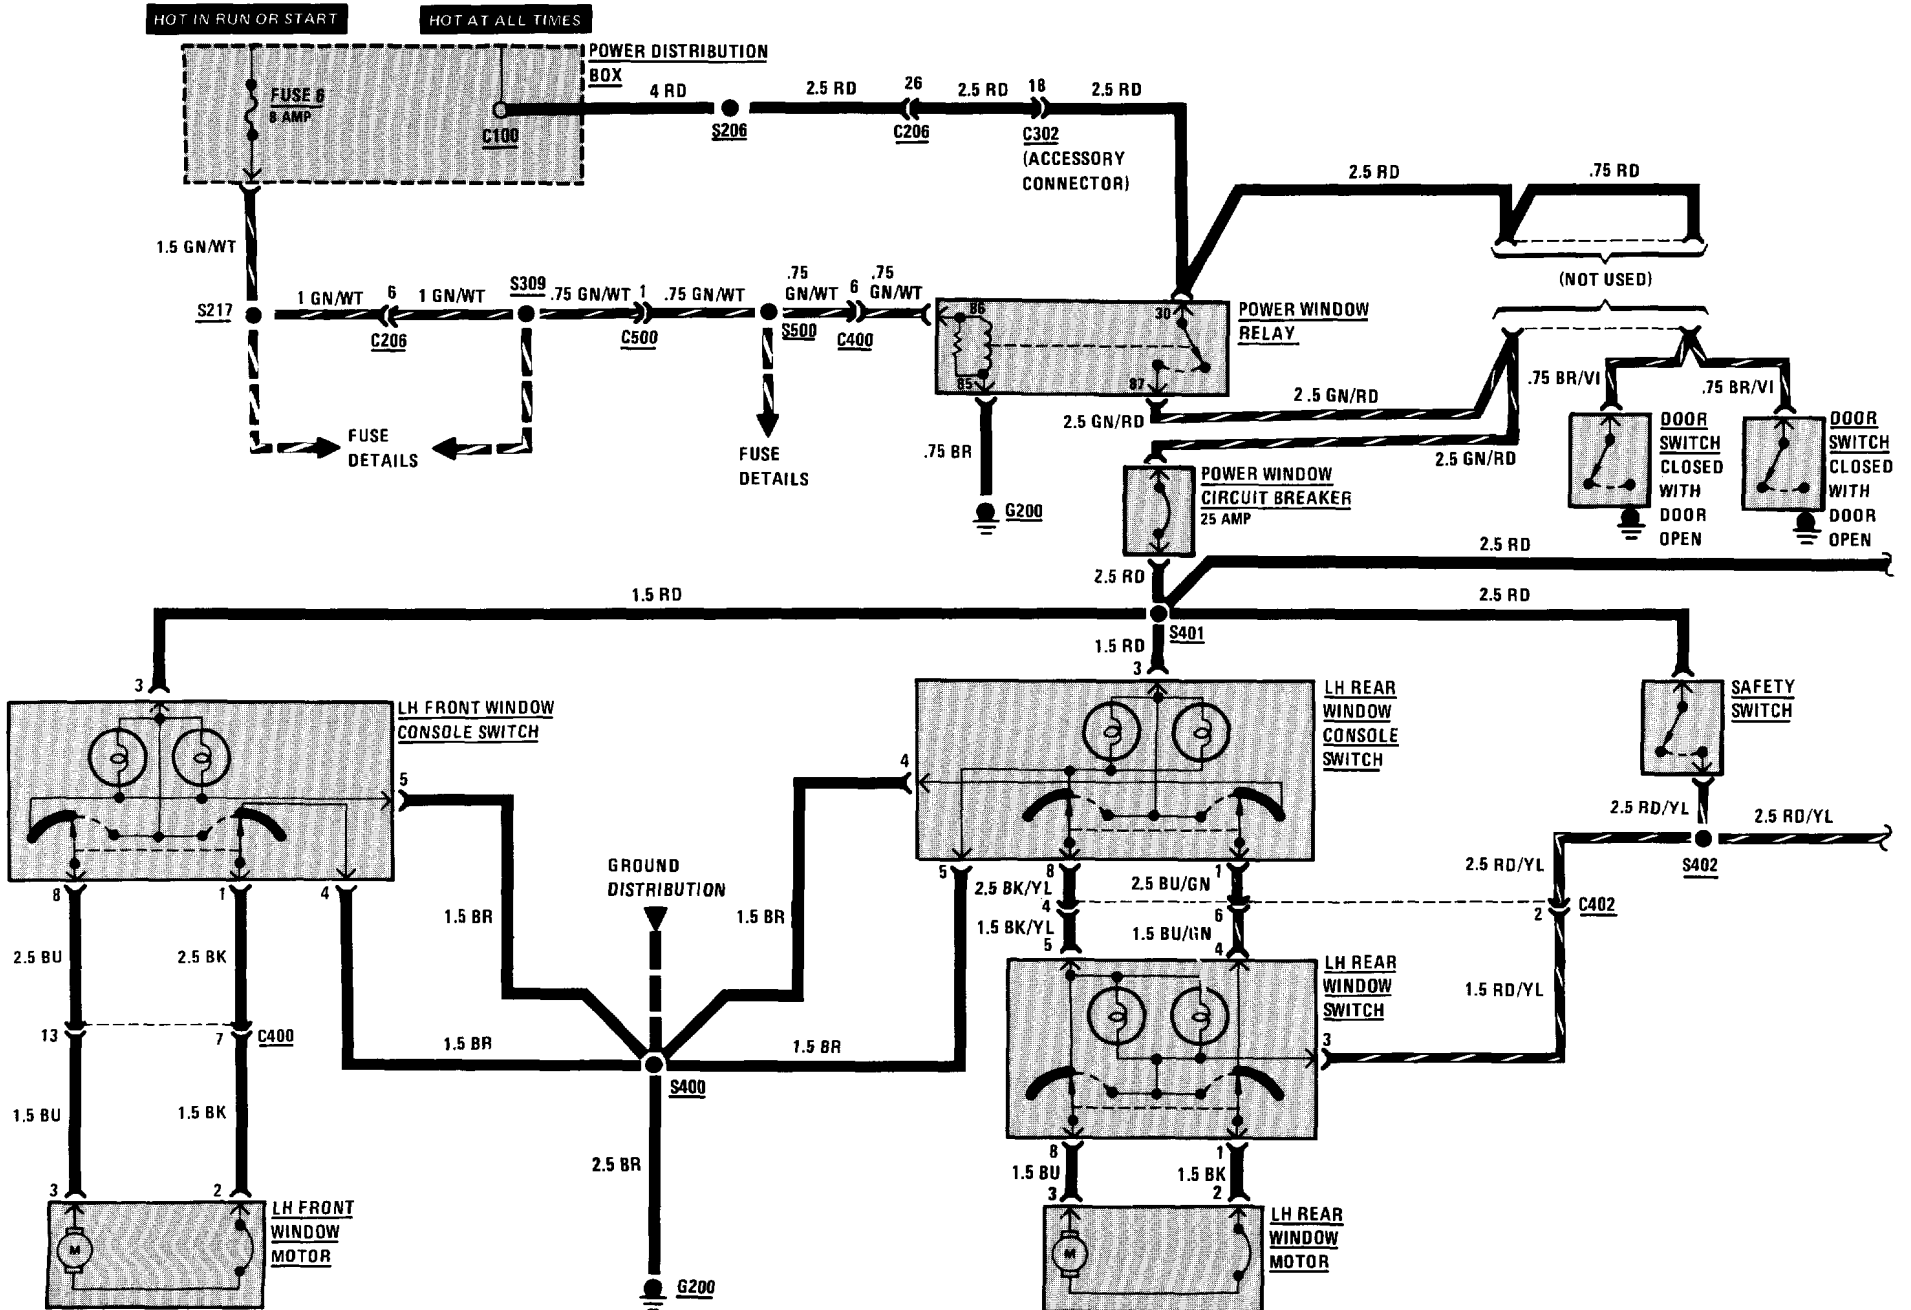 HOT IN RUN OR START
HOT AT ALL TIMES
POWER DISTRIBUTION
BOX
FUSE 6
8 AMP
C100
4 RD
S206
2.5 RD
26
C206
2.5 RD
18
C302
(ACCESSORY
CONNECTOR)
2.5 RD
2.5 RD
.75 RD
(NOT USED)
1.5 GN/WT
S217
1 GN/WT
6
C206
1 GN/WT
S309
.75 GN/WT
1
C500
.75 GN/WT
S500
.75
GN/WT
6
C400
.75
GN/WT
FUSE
DETAILS
FUSE
DETAILS
86
85
30
87
POWER WINDOW
RELAY
.75 BR
G200
2.5 GN/RD
2.5 GN/RD
2.5 GN/RD
.75 BR/VI
.75 BR/VI
DOOR
SWITCH
CLOSED
WITH
DOOR
OPEN
DOOR
SWITCH
CLOSED
WITH
DOOR
OPEN
POWER WINDOW
CIRCUIT BREAKER
25 AMP
2.5 RD
2.5 RD
1.5 RD
2.5 RD
S401
1.5 RD
3
3
LH FRONT WINDOW
CONSOLE SWITCH
5
8
1
4
LH REAR
WINDOW
CONSOLE
SWITCH
4
5
8
1
SAFETY
SWITCH
2.5 RD/YL
2.5 RD/YL
S402
2.5 RD/YL
C402
2
1.5 RD/YL
GROUND
DISTRIBUTION
1.5 BR
1.5 BR
2.5 BK/YL
4
1.5 BK/YL
5
2.5 BU/GN
6
1.5 BU/GN
4
LH REAR
WINDOW
SWITCH
3
2.5 BU
2.5 BK
13
7
C400
1.5 BR
1.5 BR
S400
1.5 BU
1.5 BK
2.5 BR
8
1
1.5 BU
1.5 BK
3
2
3
2
M
LH FRONT
WINDOW
MOTOR
G200
M
LH REAR
WINDOW
MOTOR